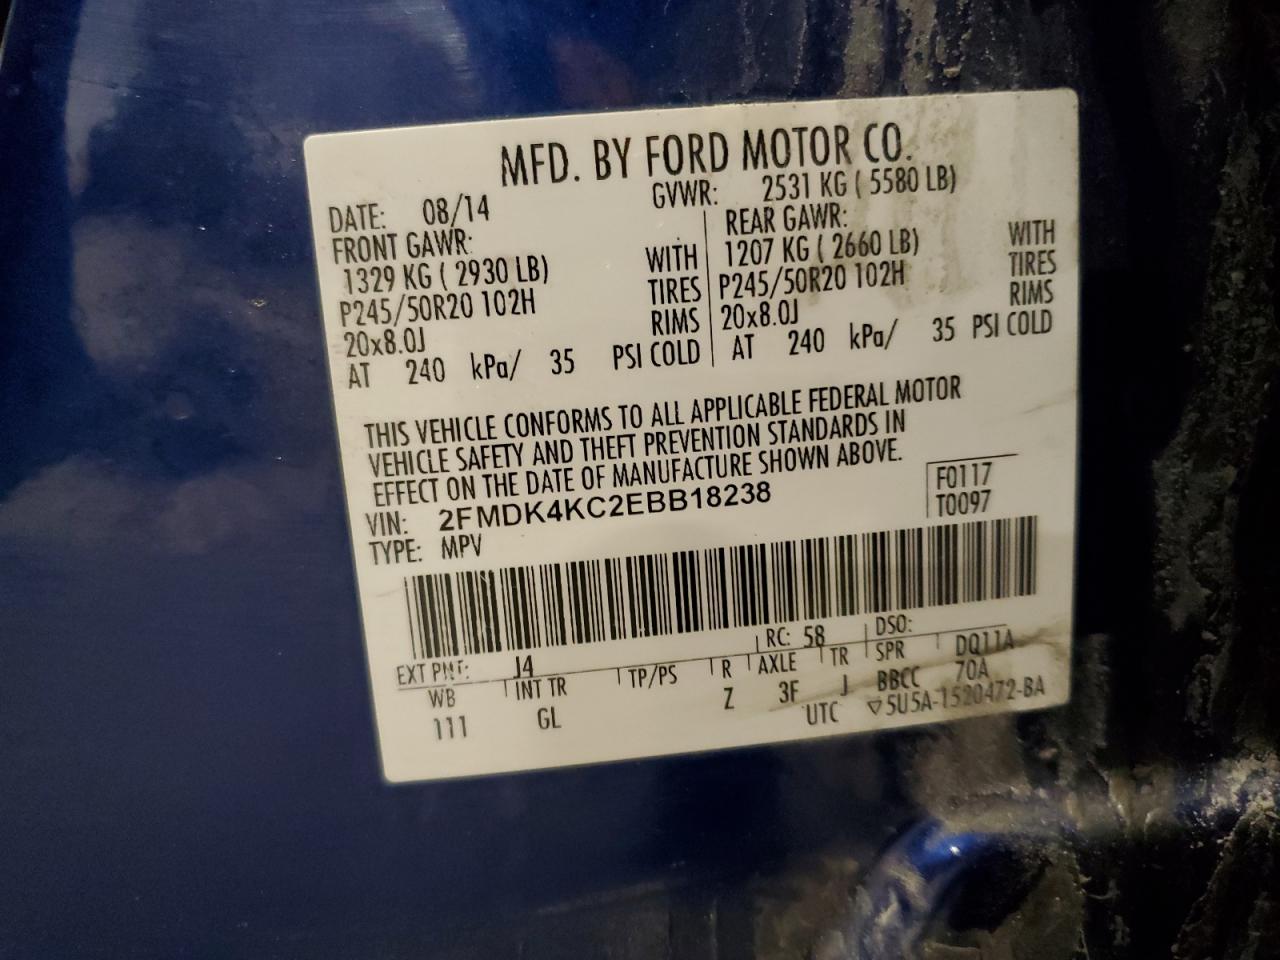 MFD. BY FORD MOTOR CO.
DATE: 08/14 GVWR: 2531 KG ( 5580 LB)
FRONT GAWR: REAR GAWR:
1329 KG ( 2930 LB) WITH 1207 KG ( 2660 LB) WITH
P245/50R20 102H TIRES P245/50R20 102H TIRES
20x8.0J RIMS 20x8.0J RIMS
AT 240 kPa/ 35 PSI COLD AT 240 kPa/ 35 PSI COLD
THIS VEHICLE CONFORMS TO ALL APPLICABLE FEDERAL MOTOR
VEHICLE SAFETY AND THEFT PREVENTION STANDARDS IN
EFFECT ON THE DATE OF MANUFACTURE SHOWN ABOVE.
VIN: 2FMDK4KC2EBB18238 F0117
TYPE: MPV T0097
EXT PNT: J4 RC: 58 DSO:
WB INT TR TP/PS R AXLE TR SPR DQ11A
111 GL Z 3F J BBCC 70A
UTC ▽5U5A-1520472-BA